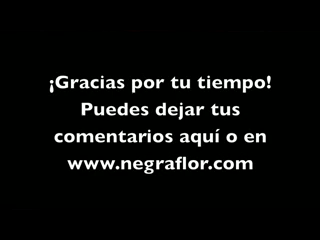 ¡Gracias por tu tiempo!
Puedes dejar tus
comentarios aquí o en
www.negraflor.com